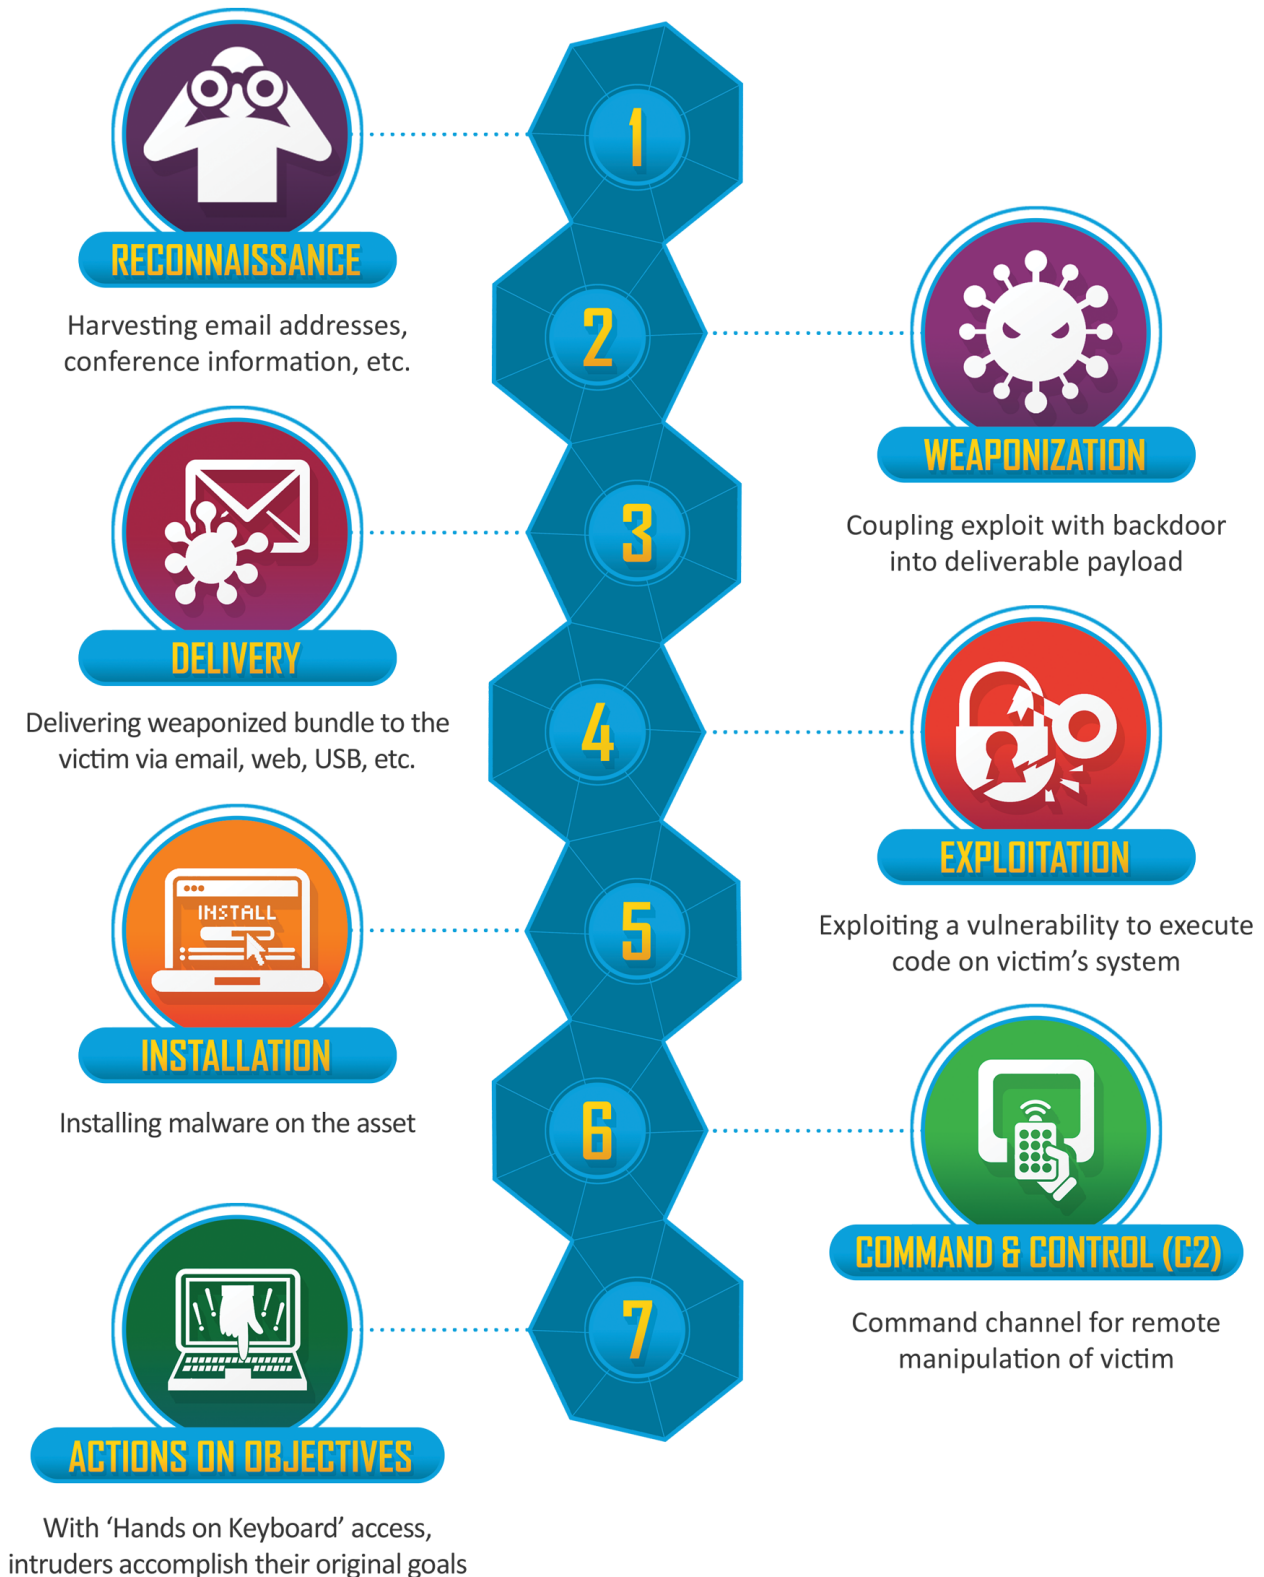 1
RECONNAISSANCE
Harvesting email addresses,
conference information, etc.
2
WEAPONIZATION
Coupling exploit with backdoor
into deliverable payload
3
DELIVERY
Delivering weaponized bundle to the
victim via email, web, USB, etc.
4
EXPLOITATION
Exploiting a vulnerability to execute
code on victim’s system
5
INSTALL
INSTALLATION
Installing malware on the asset
6
COMMAND & CONTROL (C2)
Command channel for remote
manipulation of victim
7
ACTIONS ON OBJECTIVES
With ‘Hands on Keyboard’ access,
intruders accomplish their original goals